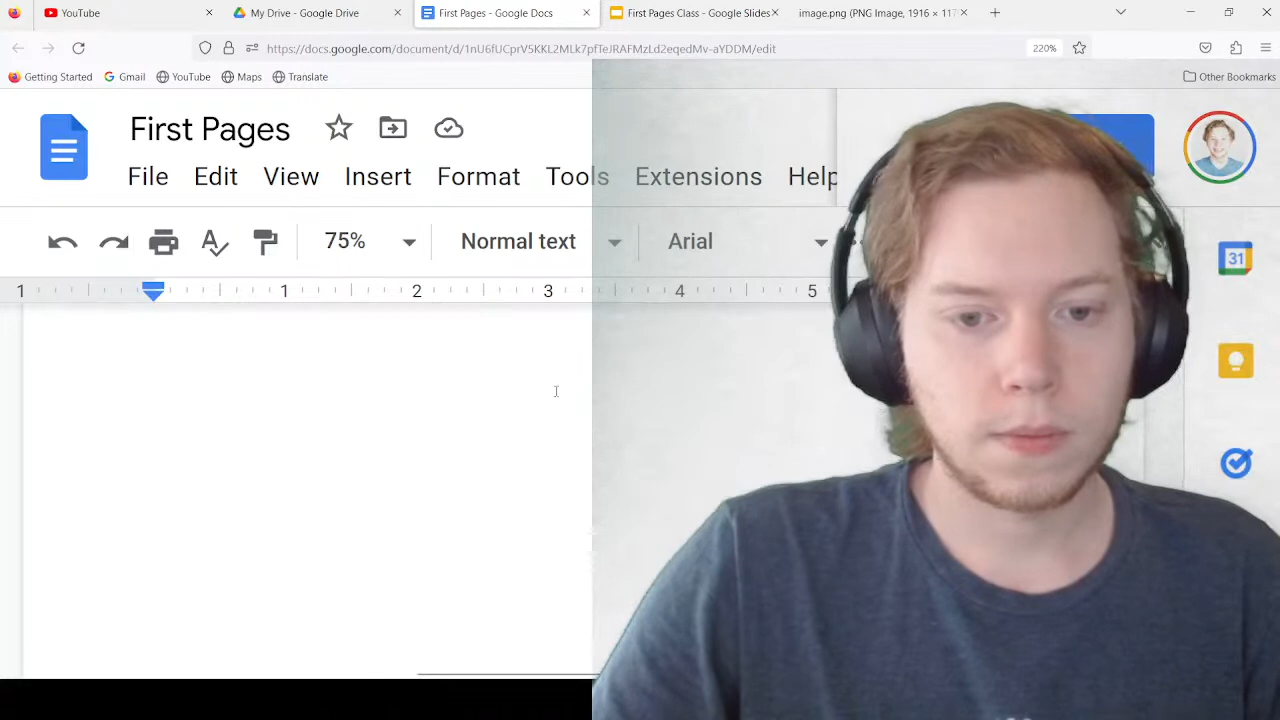 YouTube
My Drive - Google Drive
First Pages - Google Docs
First Pages Class - Google Slides
image.png (PNG Image, 1916 × 117
https://docs.google.com/document/d/1nU6fUCprV5KKL2MLk7pfTeJRAFMzLd2eqedMv-aYDDM/edit
220%
Getting Started
Gmail
YouTube
Maps
Translate
Other Bookmarks
First Pages
File Edit View Insert Format Tools Extensions Help
75% Normal text Arial
1 1 2 3 4 5
31